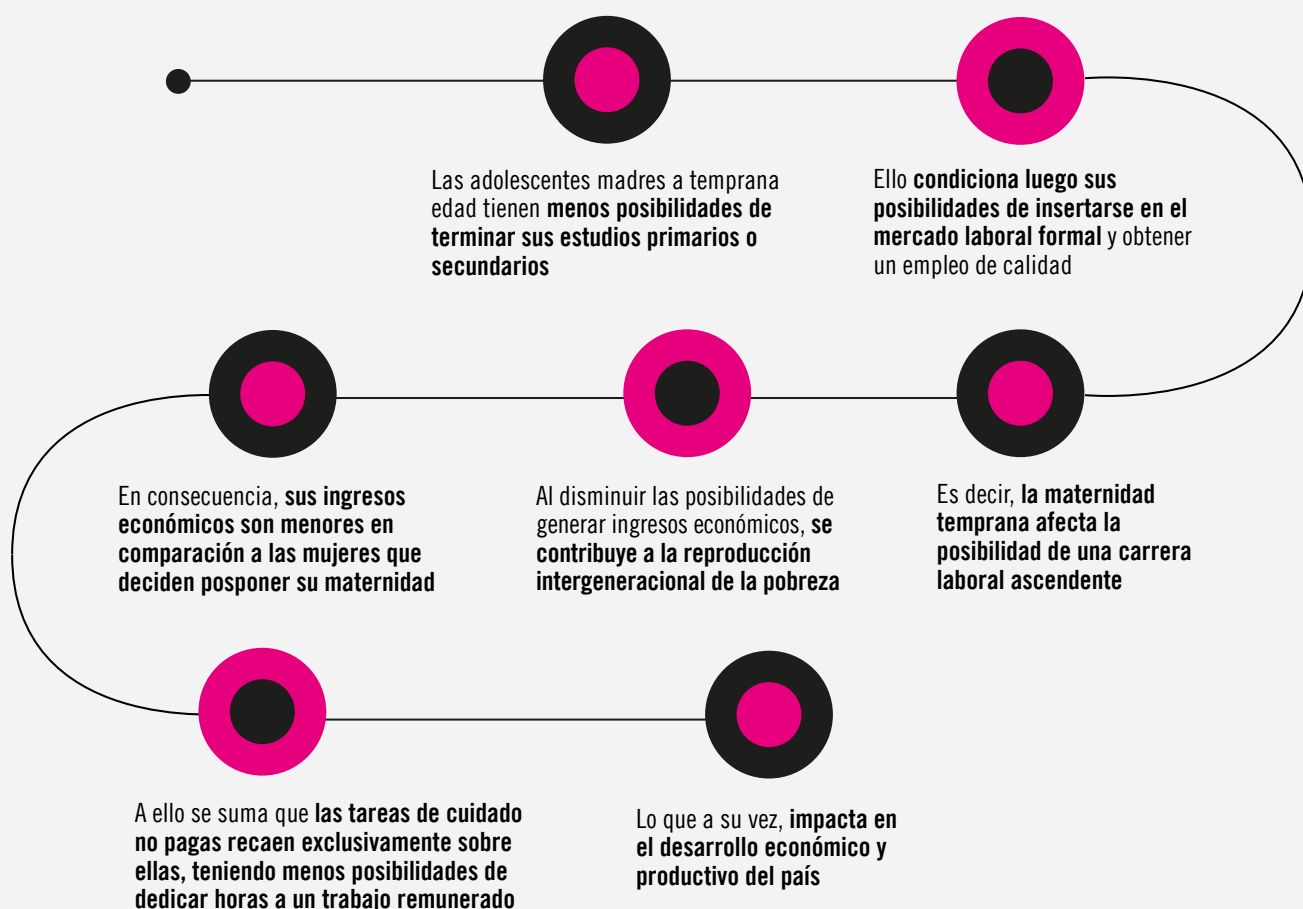 Las adolescentes madres a temprana
edad tienen menos posibilidades de
terminar sus estudios primarios o
secundarios
Ello condiciona luego sus
posibilidades de insertarse en el
mercado laboral formal y obtener
un empleo de calidad
Es decir, la maternidad
temprana afecta la
posibilidad de una carrera
laboral ascendente
Al disminuir las posibilidades de
generar ingresos económicos, se
contribuye a la reproducción
intergeneracional de la pobreza
En consecuencia, sus ingresos
económicos son menores en
comparación a las mujeres que
deciden posponer su maternidad
A ello se suma que las tareas de cuidado
no pagas recaen exclusivamente sobre
ellas, teniendo menos posibilidades de
dedicar horas a un trabajo remunerado
Lo que a su vez, impacta en
el desarrollo económico y
productivo del país